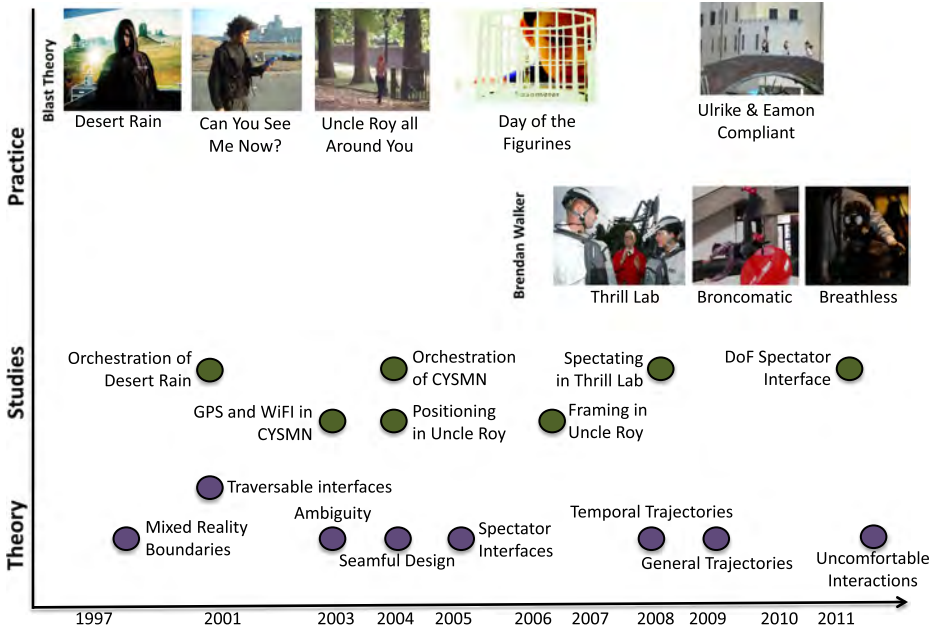 Practice
Blast Theory
Desert Rain
Can You See
Me Now?
Uncle Roy all
Around You
Day of the
Figurines
Ulrike & Eamon
Compliant
Brendan Walker
Thrill Lab
Broncomatic
Breathless
Studies
Orchestration of
Desert Rain
Orchestration
of CYSMN
Spectating
in Thrill Lab
DoF Spectator
Interface
GPS and WiFI in
CYSMN
Positioning
in Uncle Roy
Framing in
Uncle Roy
Theory
Traversable interfaces
Mixed Reality
Boundaries
Ambiguity
Seamful Design
Spectator
Interfaces
Temporal Trajectories
General Trajectories
Uncomfortable
Interactions
1997 2001 2003 2004 2005 2006 2007 2008 2009 2010 2011